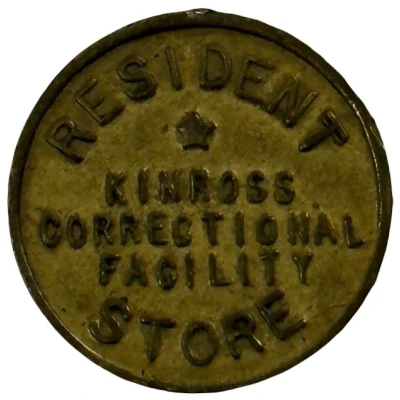 RESIDENT
KINROSS
CORRECTIONAL
FACILITY
STORE